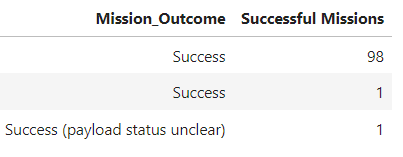 Mission_Outcome Successful Missions
Success 98
Success 1
Success (payload status unclear) 1